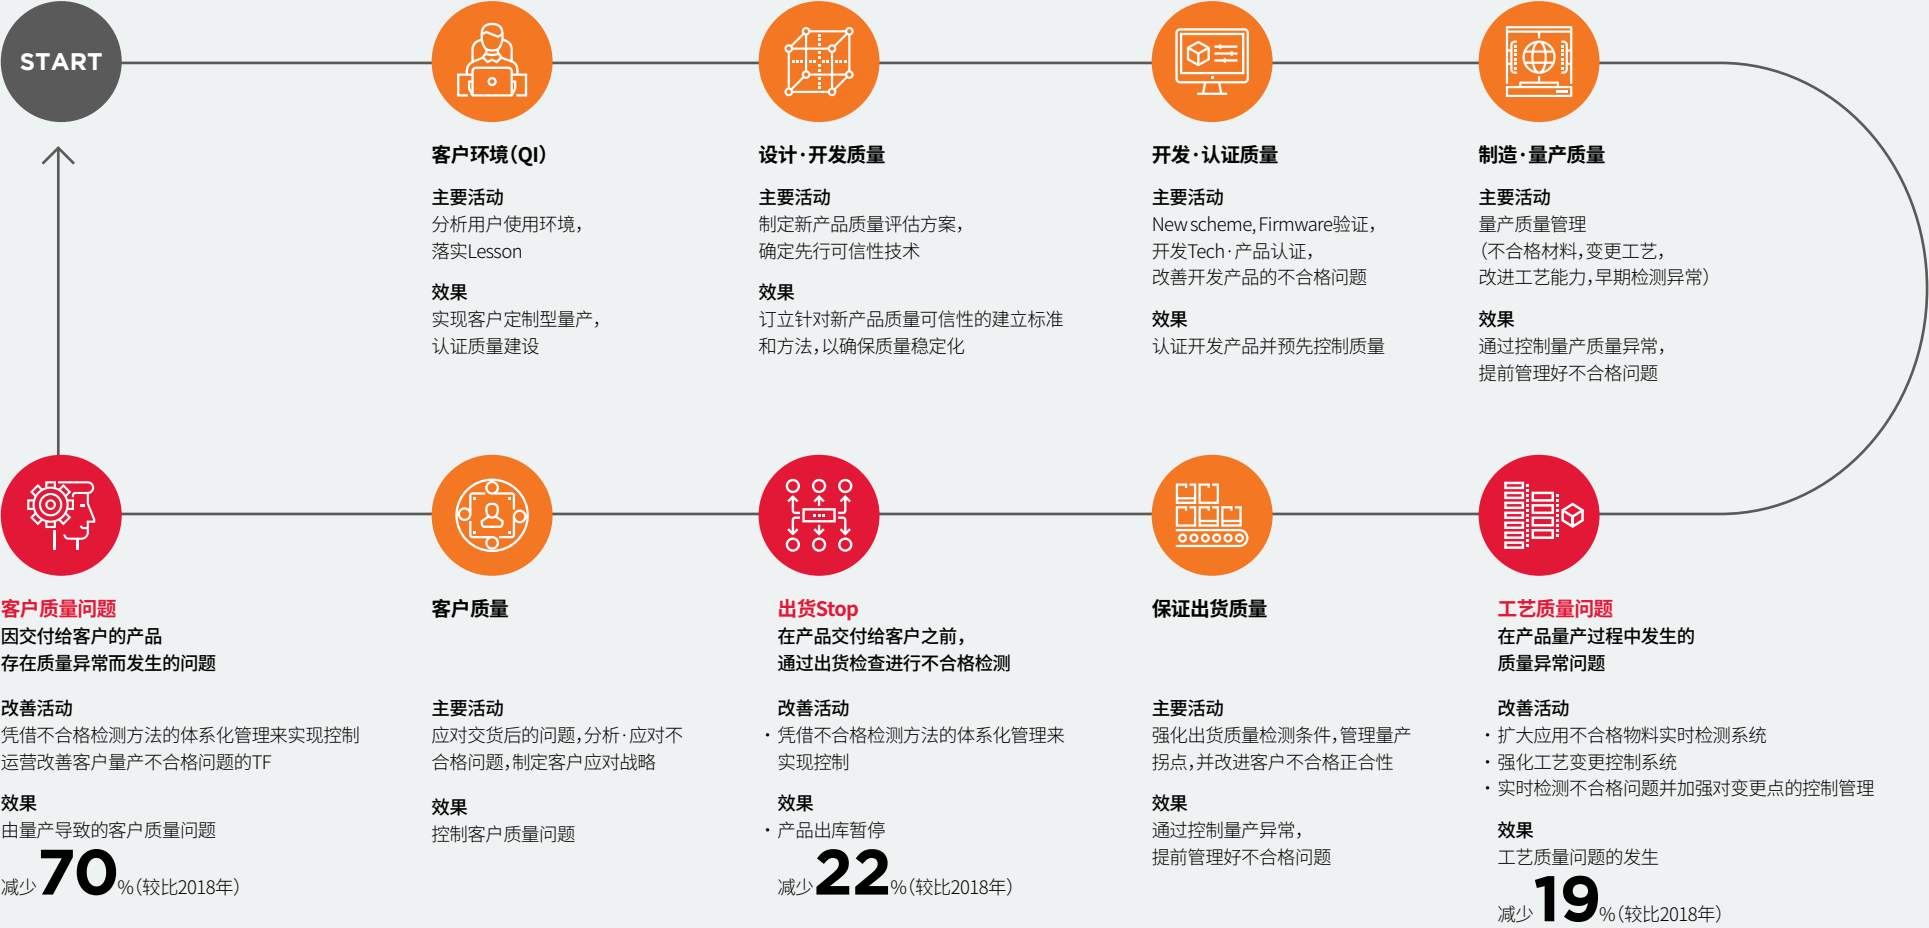 START
客户环境（QI）
主要活动
分析用户使用环境，
落实Lesson
效果
实现客户定制型量产，
认证质量建设
设计·开发质量
主要活动
制定新产品质量评估方案，
确定先行可信性技术
效果
订立针对新产品质量可信性的建立标准
和方法，以确保质量稳定化
开发·认证质量
主要活动
New scheme, Firmware验证，
开发Tech·产品认证，
改善开发产品的不合格问题
效果
认证开发产品并预先控制质量
制造·量产质量
主要活动
量产质量管理
（不合格材料，变更工艺，
改进工艺能力，早期检测异常）
效果
通过控制量产质量异常，
提前管理好不合格问题
客户质量问题
因交付给客户的产品
存在质量异常而发生的问题
改善活动
凭借不合格检测方法的体系化管理来实现控制
运营改善客户量产不合格问题的TF
效果
由量产导致的客户质量问题
减少70%（较比2018年）
客户质量
主要活动
应对交货后的问题，分析·应对不
合格问题，制定客户应对战略
效果
控制客户质量问题
出货Stop
在产品交付给客户之前，
通过出货检查进行不合格检测
改善活动
· 凭借不合格检测方法的体系化管理来
实现控制
效果
· 产品出库暂停
减少22%（较比2018年）
保证出货质量
主要活动
强化出货质量检测条件，管理量产
拐点，并改进客户不合格正合性
效果
通过控制量产异常，
提前管理好不合格问题
工艺质量问题
在产品量产过程中发生的
质量异常问题
改善活动
· 扩大应用不合格物料实时检测系统
· 强化工艺变更控制系统
· 实时检测不合格问题并加强对变更点的控制管理
效果
工艺质量问题的发生
减少19%（较比2018年）